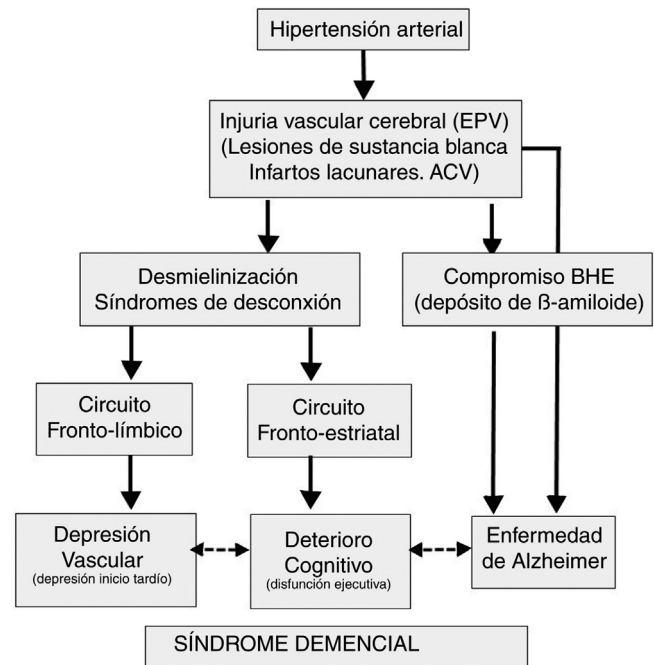 Hipertensión arterial
Injuria vascular cerebral (EPV)
(Lesiones de sustancia blanca
Infartos lacunares. ACV)
Desmielinización
Síndromes de desconxión
Compromiso BHE
(depósito de ß-amiloide)
Circuito
Fronto-límbico
Circuito
Fronto-estriatal
Depresión
Vascular
(depresión inicio tardío)
Deterioro
Cognitivo
(disfunción ejecutiva)
Enfermedad
de Alzheimer
SÍNDROME DEMENCIAL